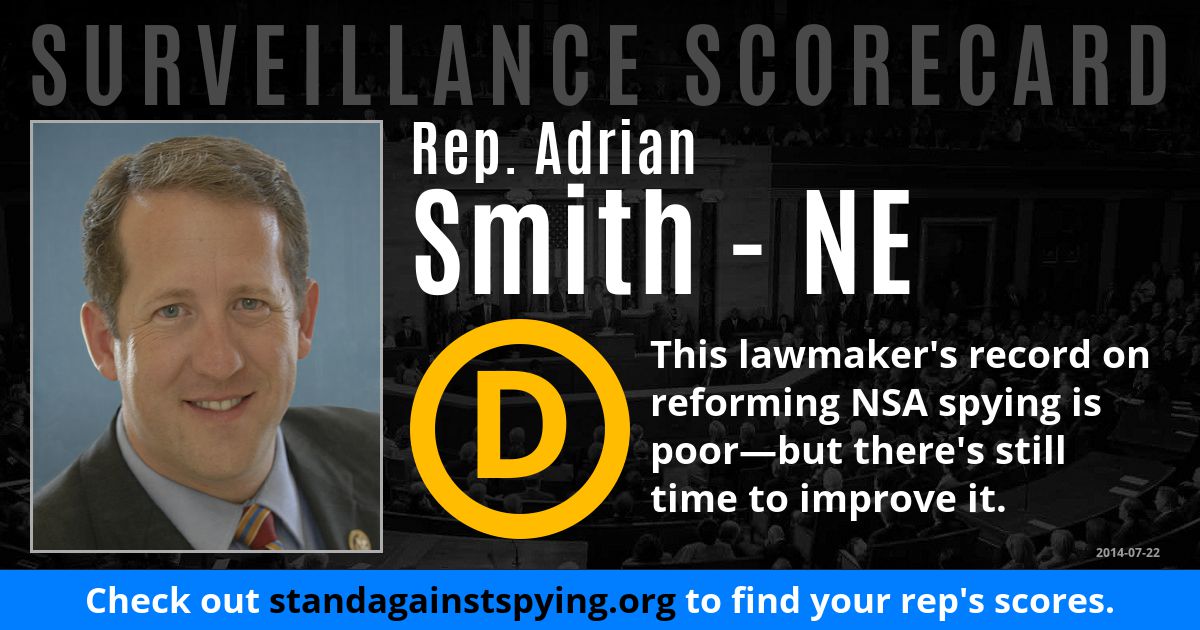 SURVEILLANCE SCORECARD
Rep. Adrian
Smith - NE
D
This lawmaker's record on
reforming NSA spying is
poor—but there's still
time to improve it.
2014-07-22
Check out standagainstspying.org to find your rep's scores.